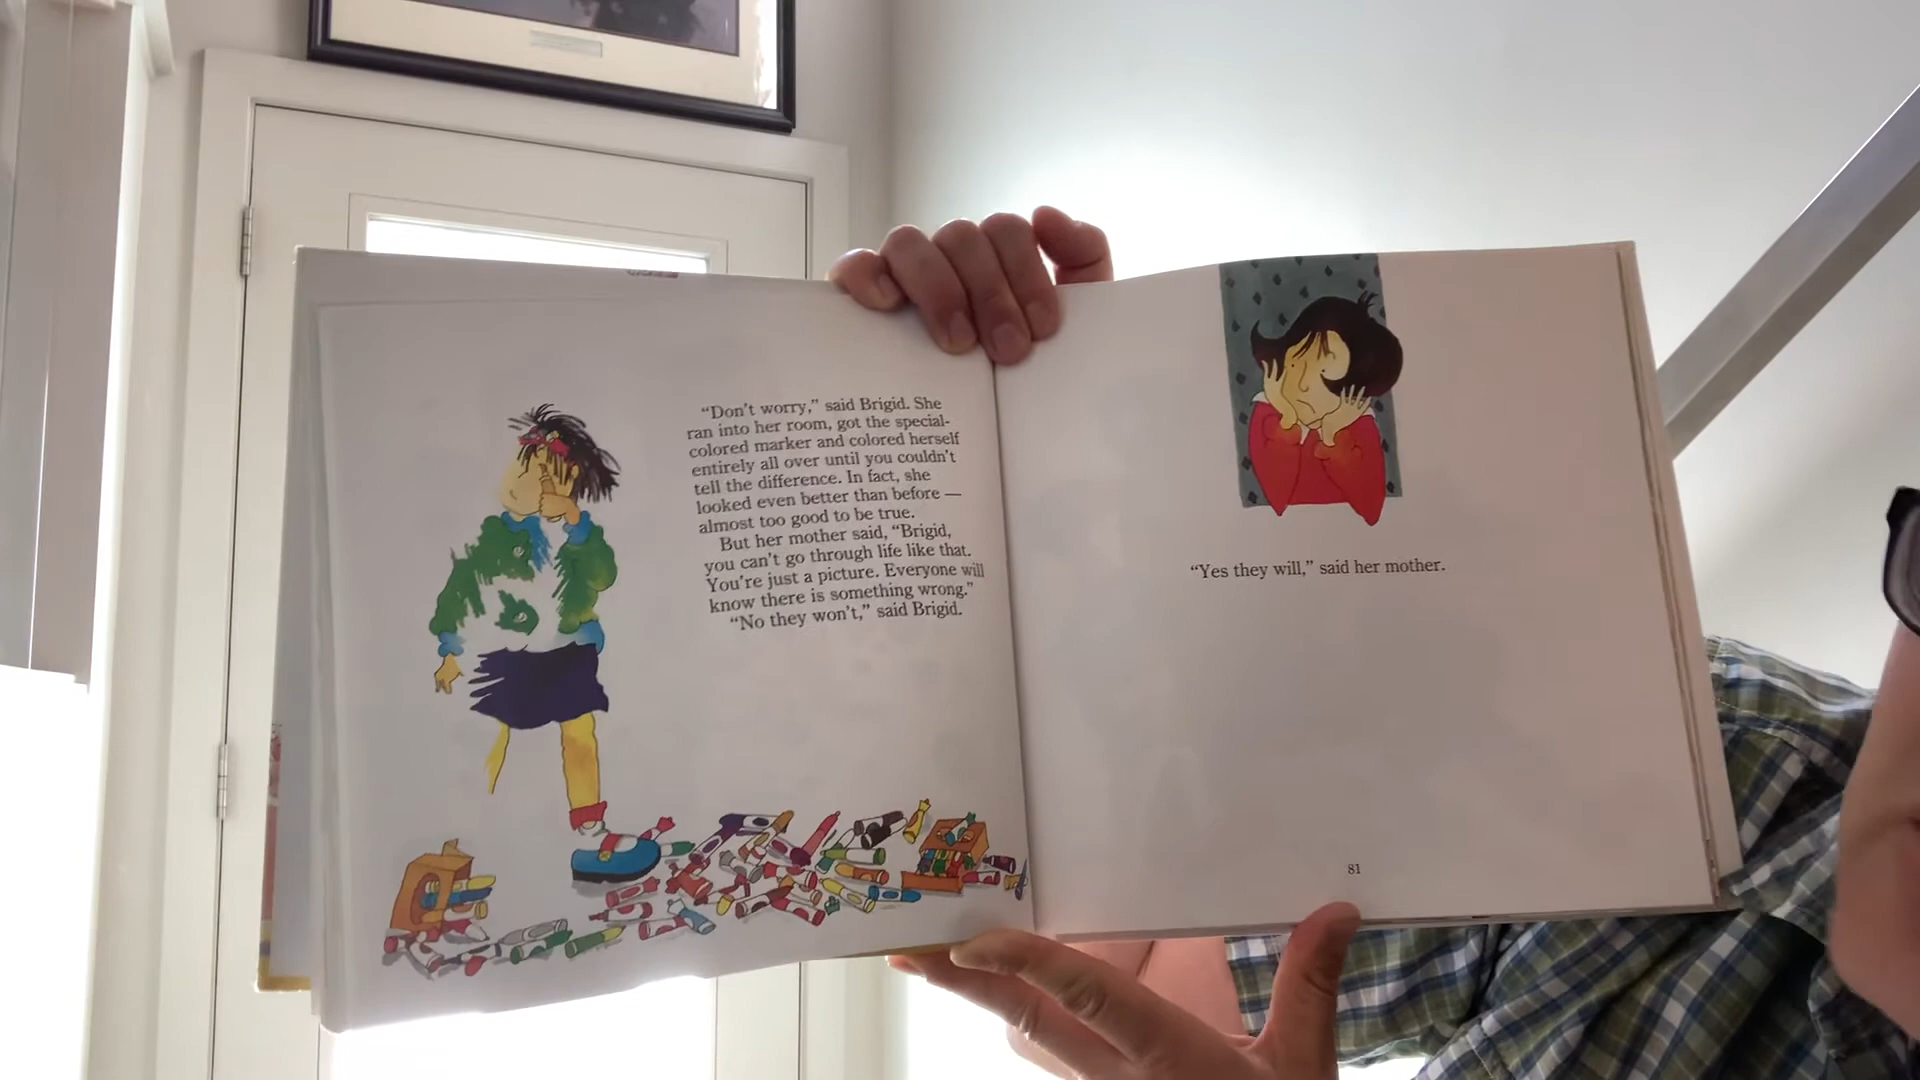 “Don’t worry,” said Brigid. She
ran into her room, got the special-
colored marker and colored herself
entirely all over until you couldn’t
tell the difference. In fact, she
looked even better than before —
almost too good to be true.
But her mother said, “Brigid,
you can’t go through life like that.
You’re just a picture. Everyone will
know there is something wrong.”
“No they won’t,” said Brigid.
“Yes they will,” said her mother.
81